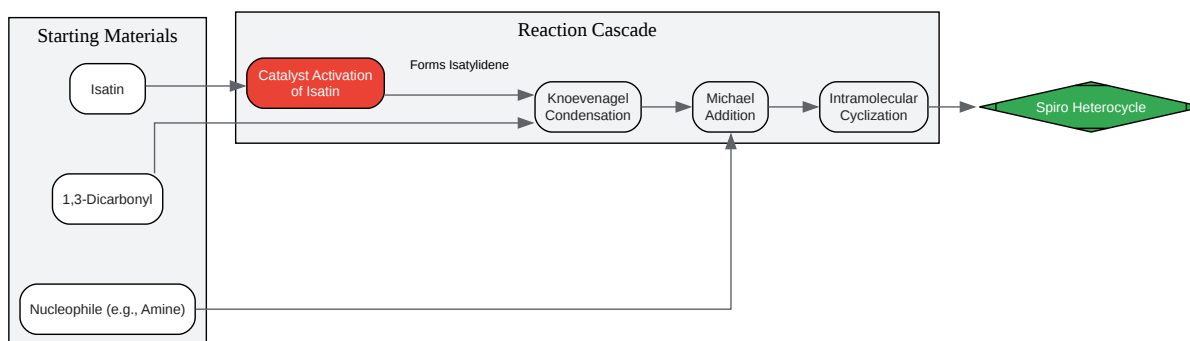 Starting Materials
Isatin
1,3-Dicarbonyl
Nucleophile (e.g., Amine)
Reaction Cascade
Catalyst Activation
of Isatin
Forms Isatylidene
Knoevenagel
Condensation
Michael
Addition
Intramolecular
Cyclization
Spiro Heterocycle